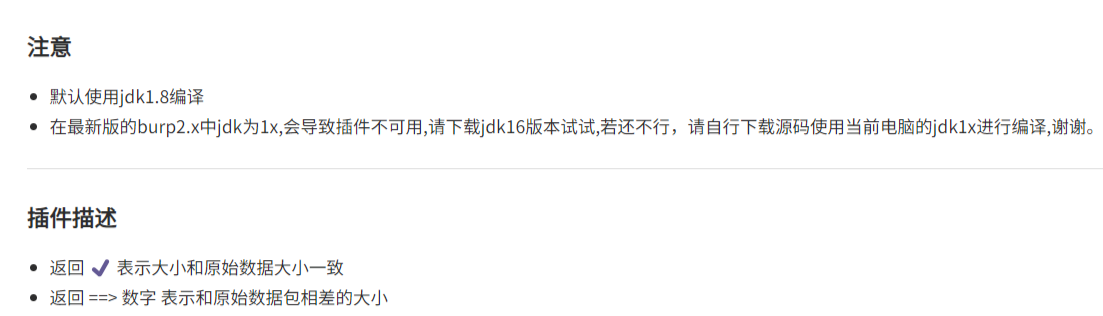 注意
默认使用jdk1.8编译
在最新版的burp2.x中jdk为1x,会导致插件不可用,请下载jdk16版本试试,若还不行，请自行下载源码使用当前电脑的jdk1x进行编译,谢谢。
插件描述
返回 ✔ 表示大小和原始数据大小一致
返回 ==> 数字 表示和原始数据包相差的大小